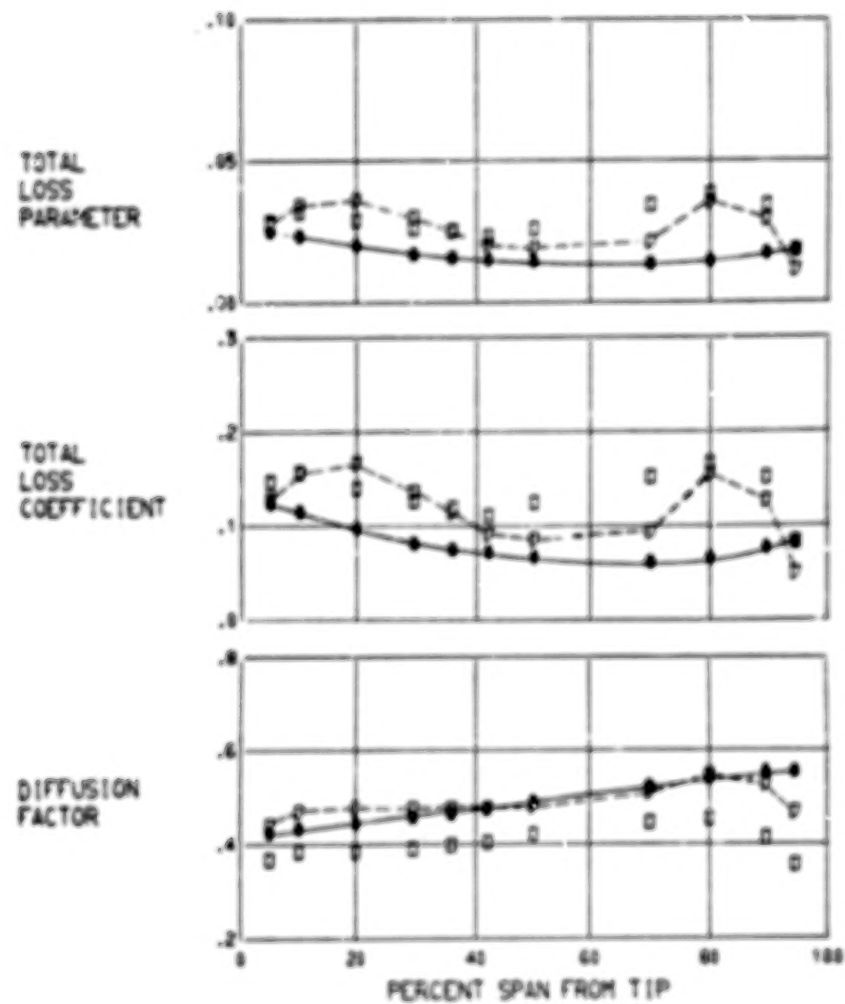 .10
TOTAL
LOSS
PARAMETER
.05
.00
.3
.2
TOTAL
LOSS
COEFFICIENT
.1
.0
.8
.6
DIFFUSION
FACTOR
.4
.2
0 20 40 60 80 100
PERCENT SPAN FROM TIP